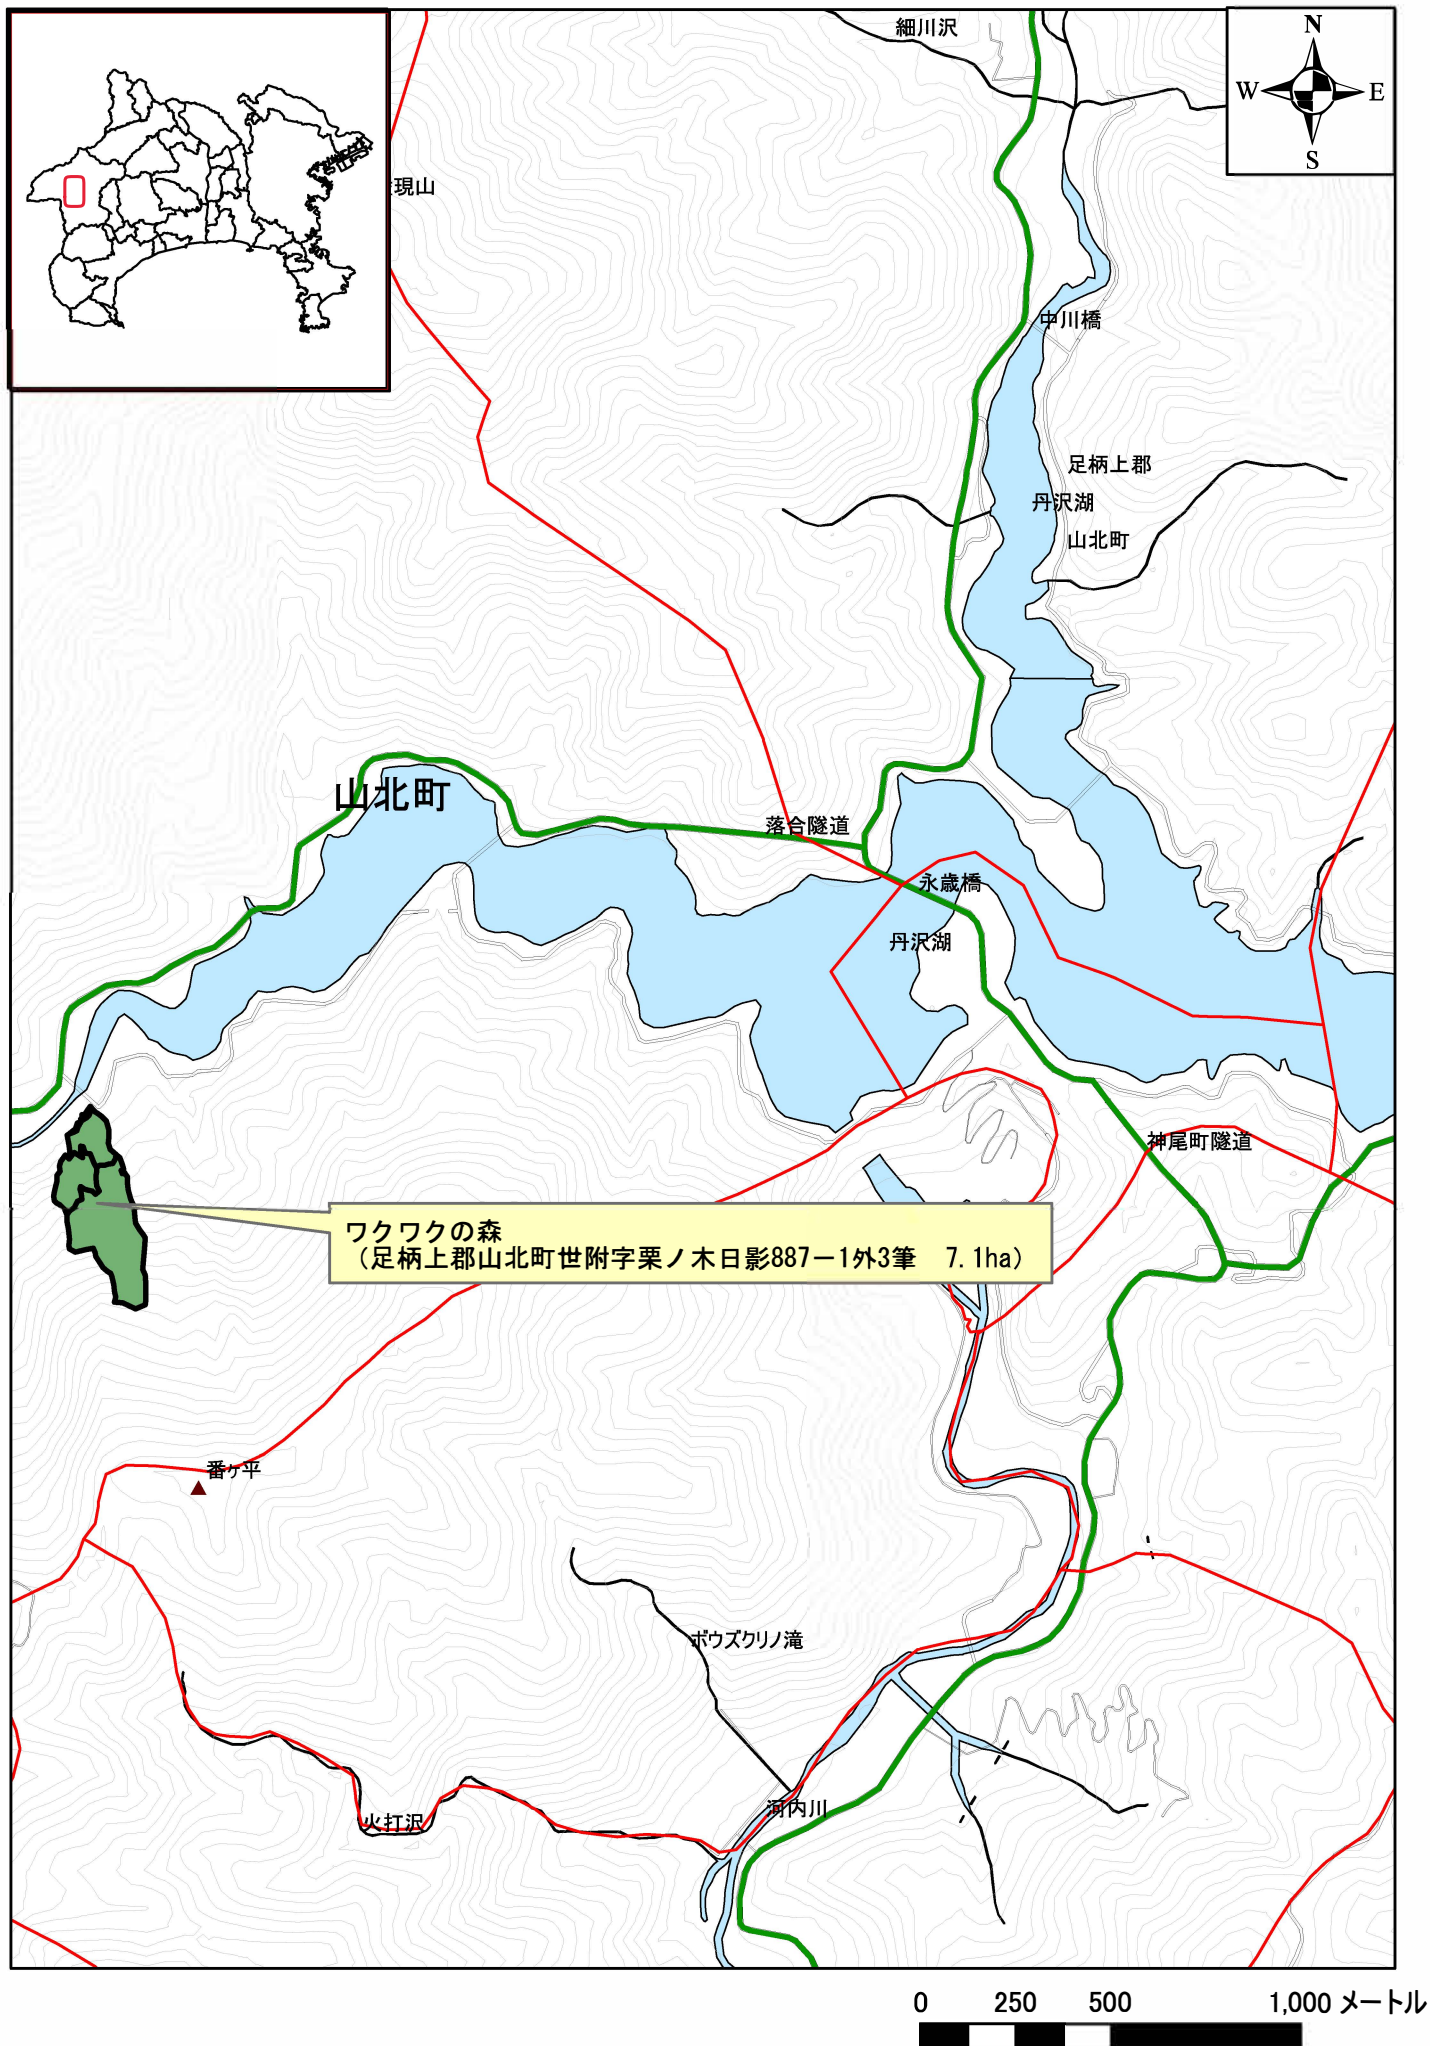 細川沢
N
W
E
S
現山
中川橋
足柄上郡
丹沢湖
山北町
山北町
落合隧道
永歳橋
丹沢湖
神尾町隧道
ワクワクの森
（足柄上郡山北町世附字栗ノ木日影887－1外3筆　7.1ha）
番ヶ平
ボウズクリノ滝
河内川
火打沢
0 250 500 1,000 メートル